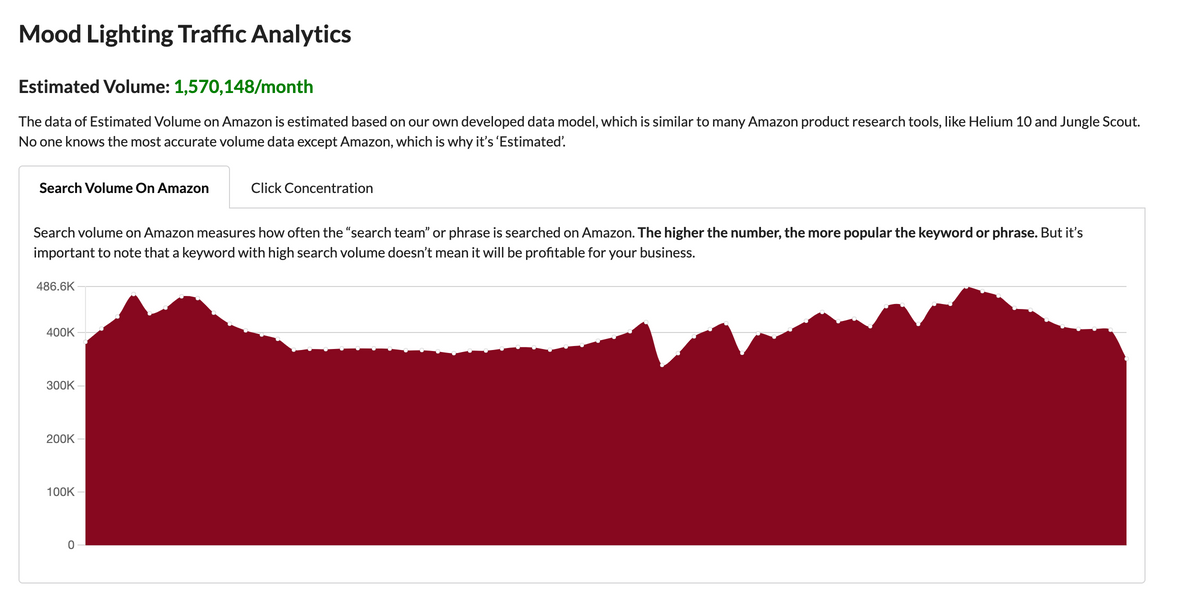 Mood Lighting Traffic Analytics
Estimated Volume: 1,570,148/month
The data of Estimated Volume on Amazon is estimated based on our own developed data model, which is similar to many Amazon product research tools, like Helium 10 and Jungle Scout.
No one knows the most accurate volume data except Amazon, which is why it’s ‘Estimated’.
Search Volume On Amazon
Click Concentration
Search volume on Amazon measures how often the “search team” or phrase is searched on Amazon. The higher the number, the more popular the keyword or phrase. But it’s
important to note that a keyword with high search volume doesn’t mean it will be profitable for your business.
486.6K
400K
300K
200K
100K
0